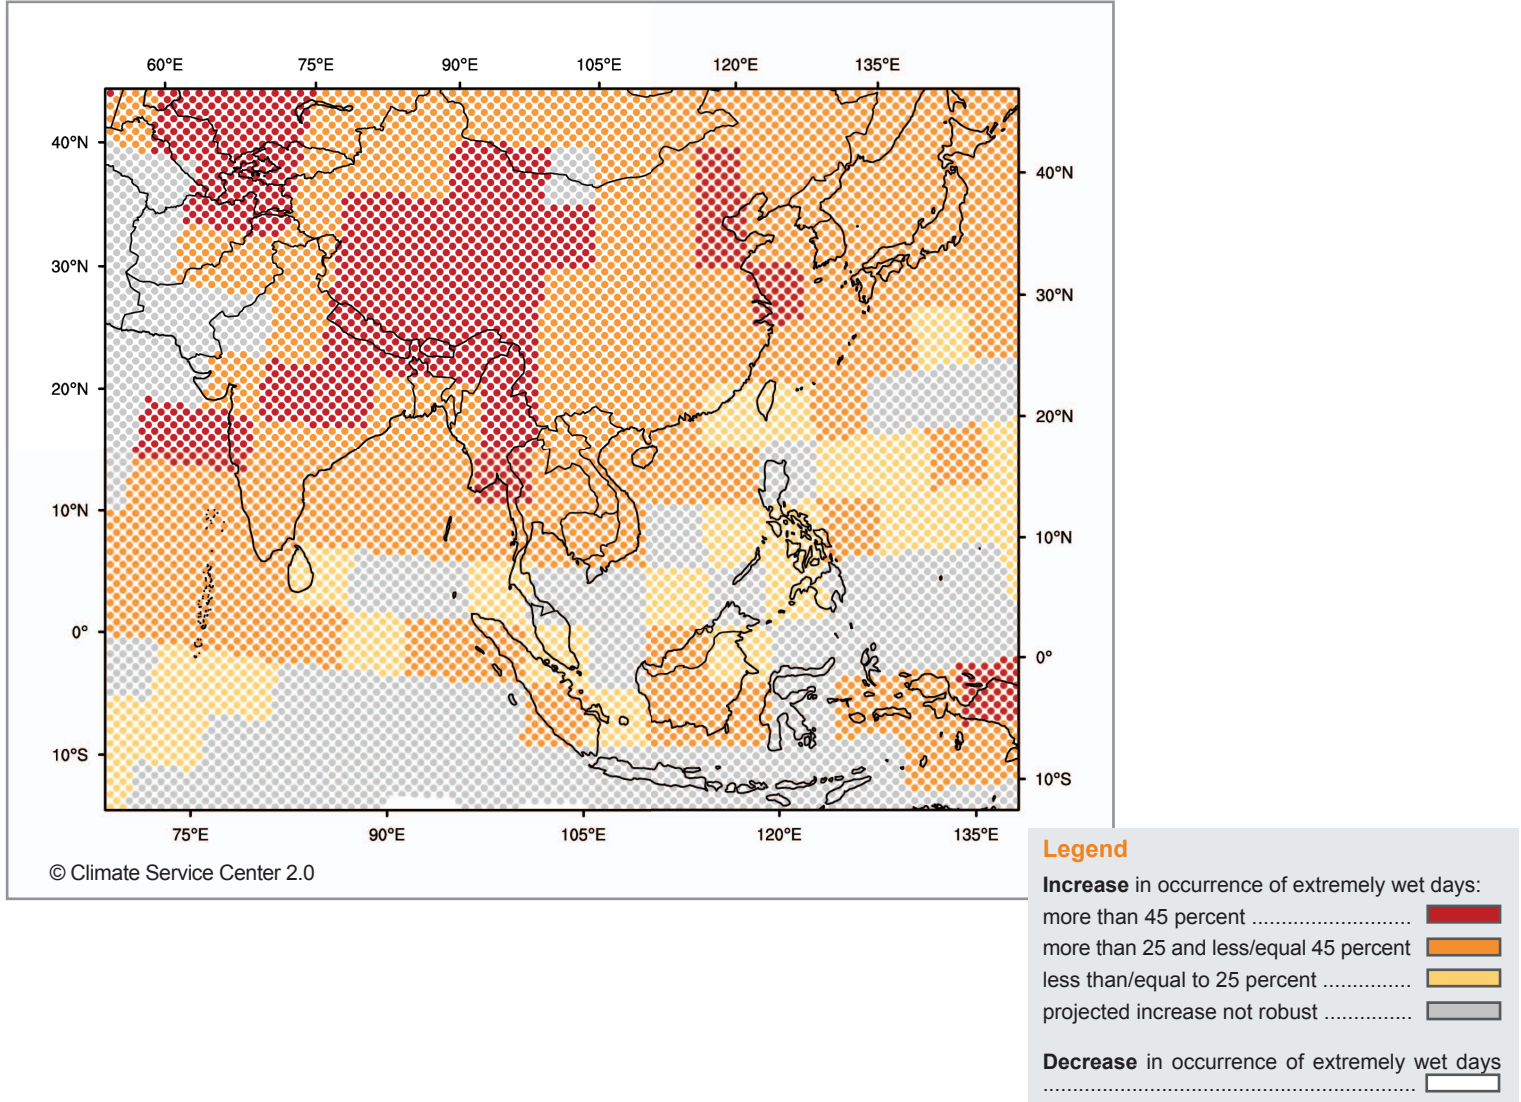 60°E 75°E 90°E 105°E 120°E 135°E
40°N
40°N
30°N
30°N
20°N
20°N
10°N
10°N
0°
0°
10°S
10°S
75°E 90°E 105°E 120°E 135°E
© Climate Service Center 2.0
Legend
Increase in occurrence of extremely wet days:
more than 45 percent ...........................
more than 25 and less/equal 45 percent
less than/equal to 25 percent ...............
projected increase not robust ...............
Decrease in occurrence of extremely wet days
..............................................................